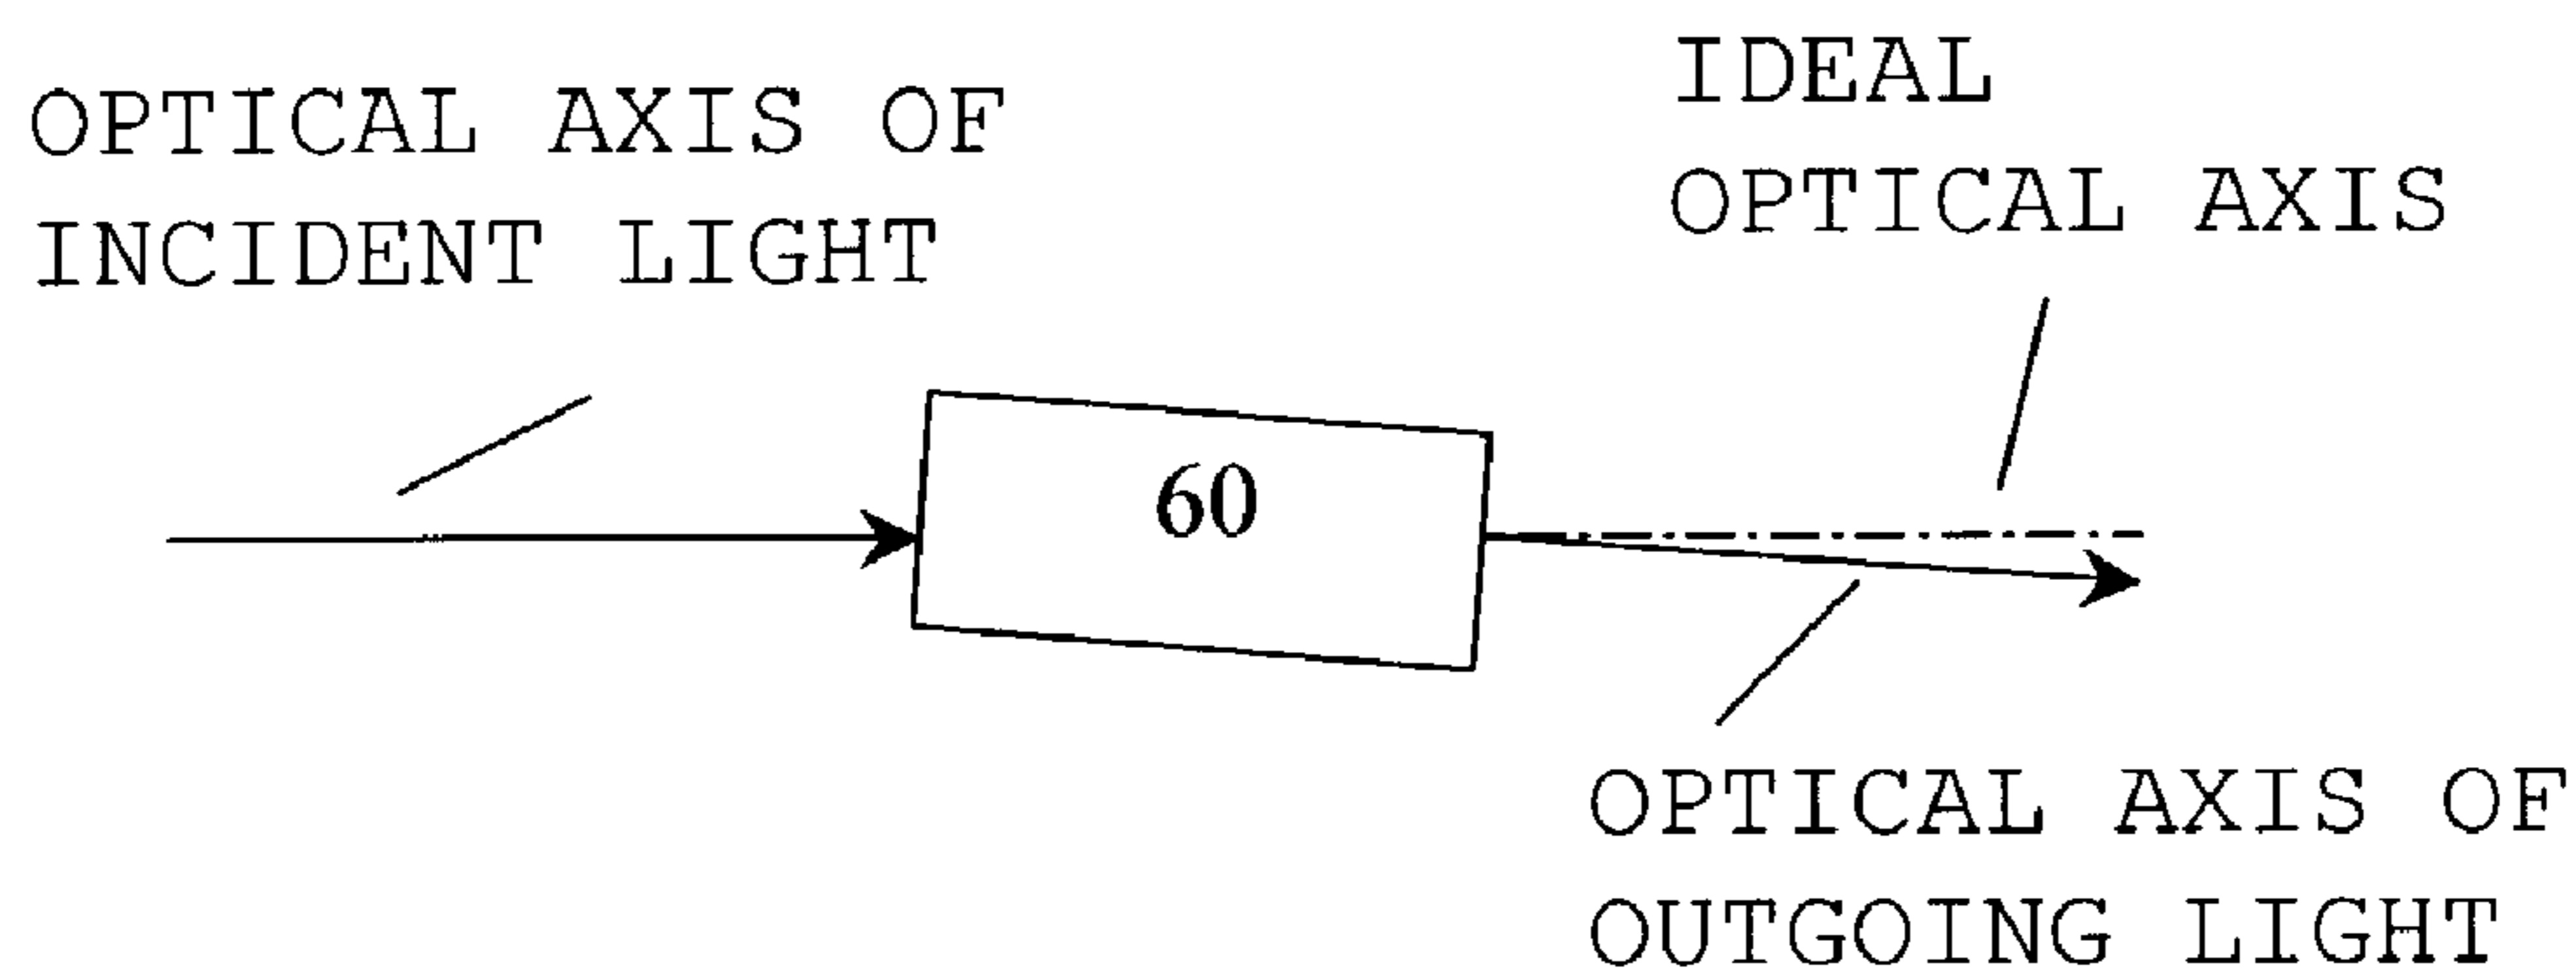 OPTICAL AXIS OF
INCIDENT LIGHT
IDEAL
OPTICAL AXIS
60
OPTICAL AXIS OF
OUTGOING LIGHT